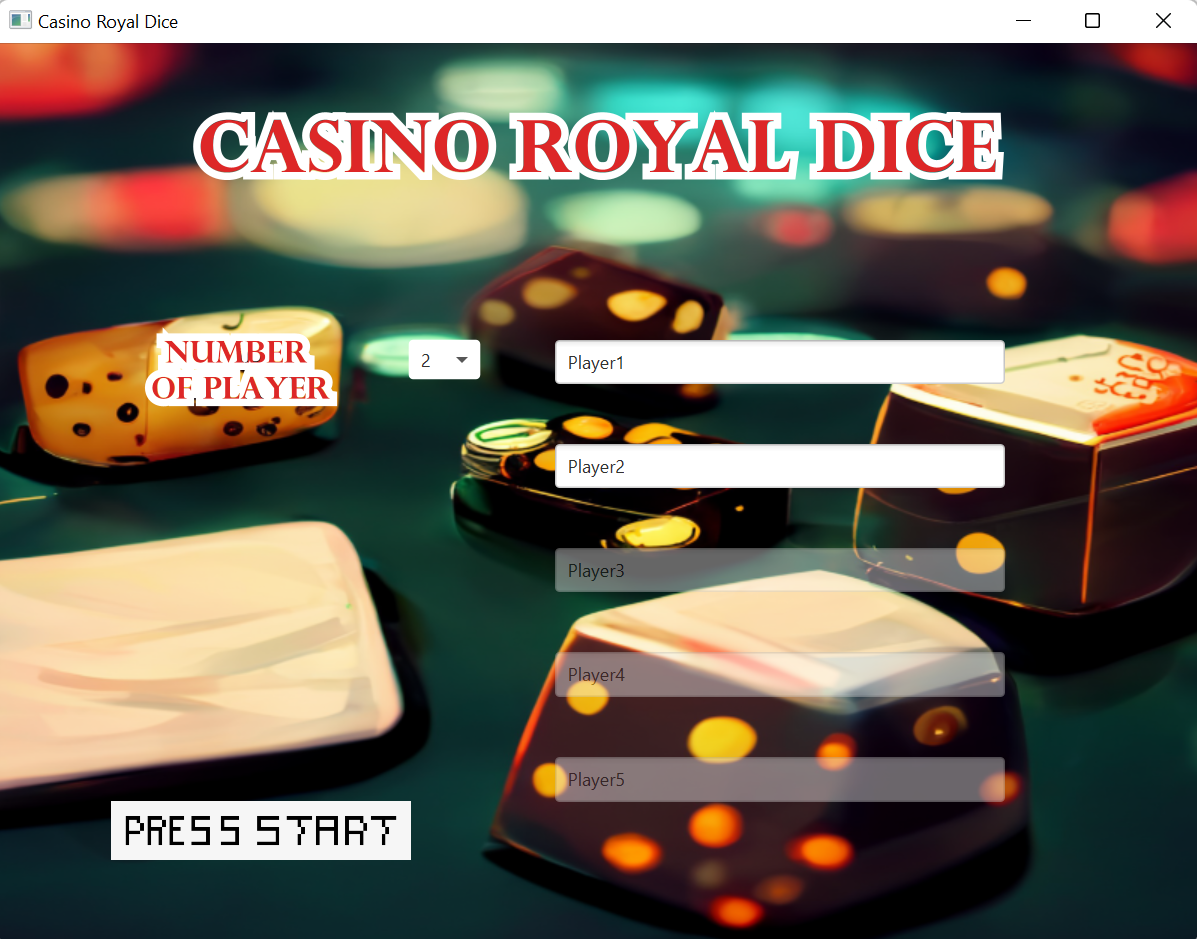 Casino Royal Dice
CASINO ROYAL DICE
NUMBER
OF PLAYER
2
Player1
Player2
Player3
Player4
Player5
PRESS START